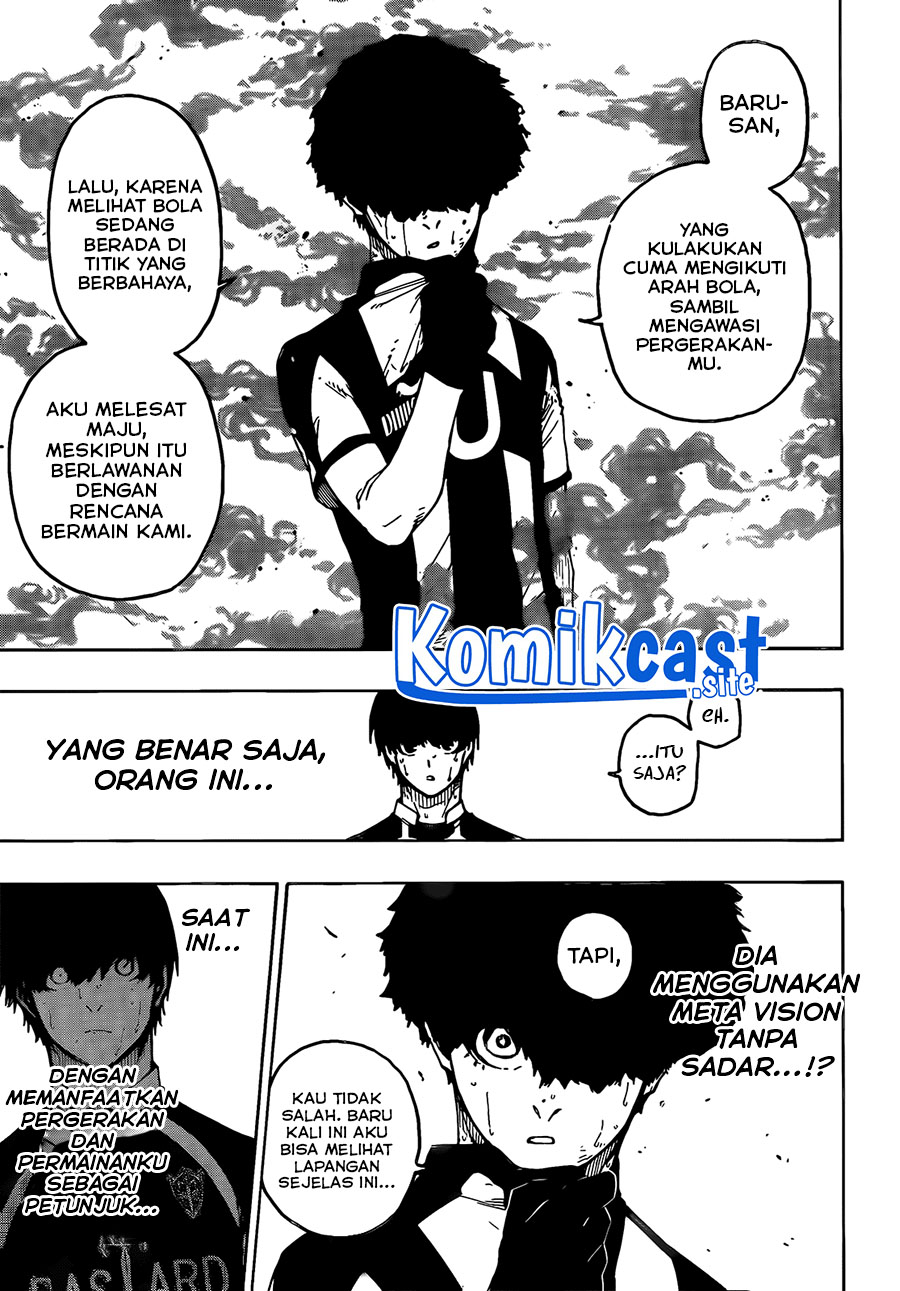 BARU-
SAN,
YANG
KULAKUKAN
CUMA MENGIKUTI
ARAH BOLA,
SAMBIL
MENGAWASI
PERGERAKAN-
MU.
LALU, KARENA
MELIHAT BOLA
SEDANG
BERADA DI
TITIK YANG
BERBAHAYA,
AKU MELESAT
MAJU,
MESKIPUN ITU
BERLAWANAN
DENGAN
RENCANA
BERMAIN KAMI.
Komikcast
.site
EH.
...ITU
SAJA?
YANG BENAR SAJA,
ORANG INI...
TAPI,
DIA
MENGGUNAKAN
META VISION
TANPA
SADAR...!?
KAU TIDAK
SALAH. BARU
KALI INI AKU
BISA MELIHAT
LAPANGAN
SEJELAS INI...
SAAT
INI...
DENGAN
MEMANFAATKAN
PERGERAKAN
DAN
PERMAINANKU
SEBAGAI
PETUNJUK...
BASTARD